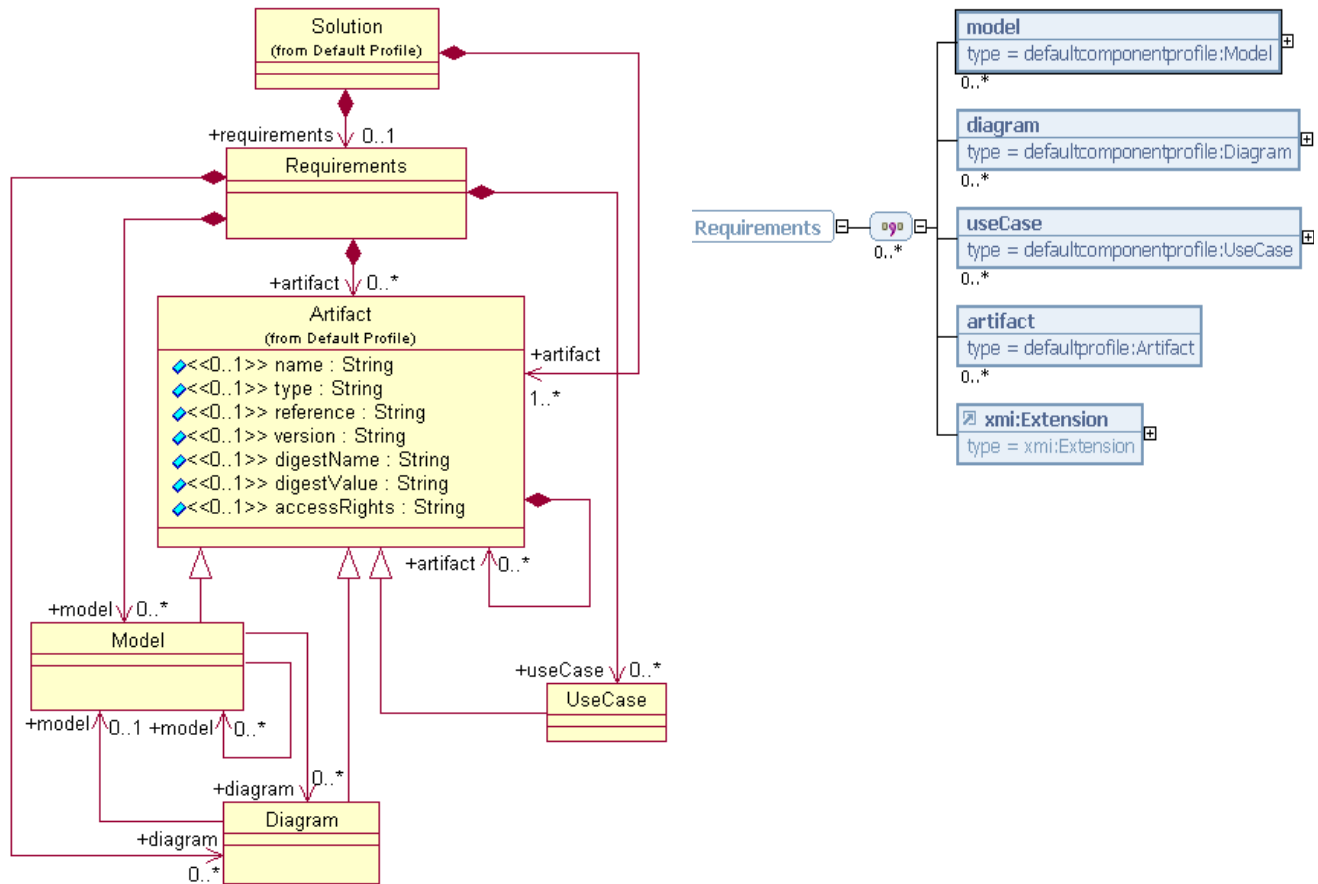 Solution
(from Default Profile)
+requirements 0..1
Requirements
+artifact 0..*
Artifact
(from Default Profile)
<<0..1>> name : String
<<0..1>> type : String
<<0..1>> reference : String
<<0..1>> version : String
<<0..1>> digestName : String
<<0..1>> digestValue : String
<<0..1>> accessRights : String
+artifact
1..*
+artifact 0..*
+model 0..*
Model
+useCase 0..*
UseCase
+model 0..1 +model 0..*
0..*
+diagram
Diagram
+diagram
0..*
model
type = defaultcomponentprofile:Model
0..*
diagram
type = defaultcomponentprofile:Diagram
0..*
Requirements
0..*
useCase
type = defaultcomponentprofile:UseCase
0..*
artifact
type = defaultprofile:Artifact
0..*
xmi:Extension
type = xmi:Extension